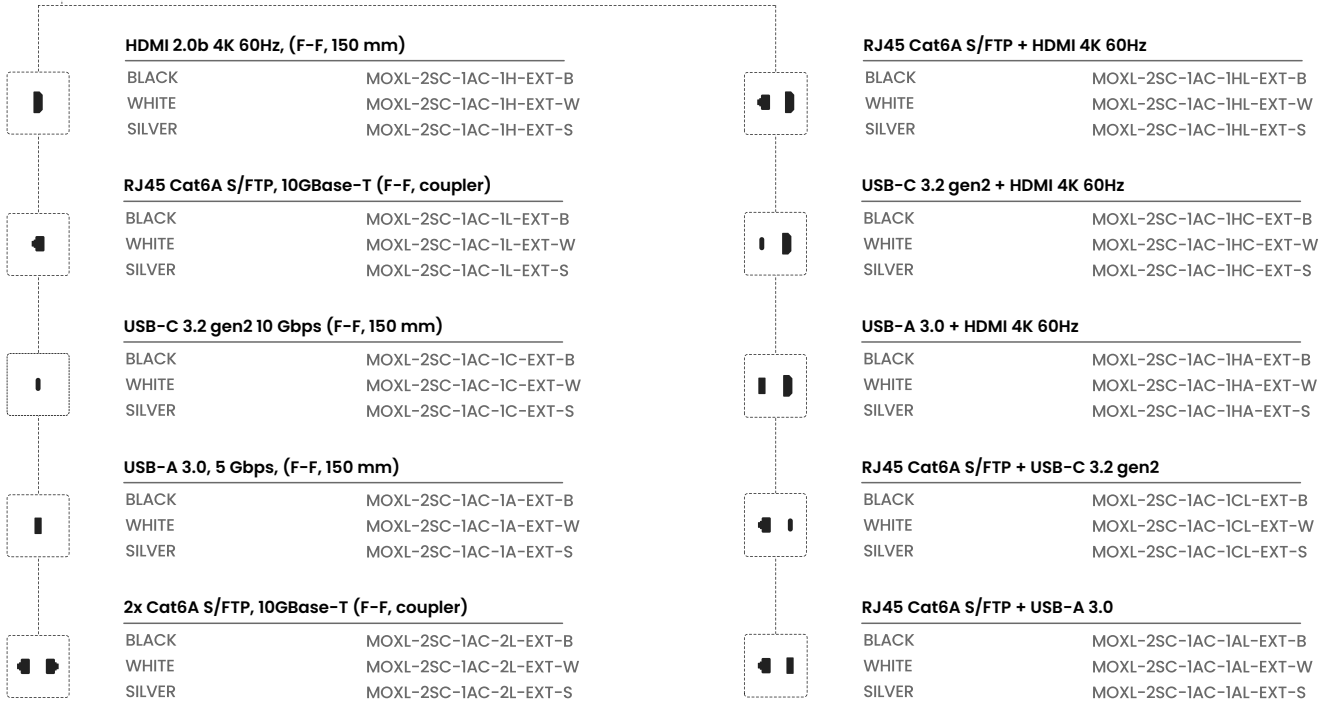 HDMI 2.0b 4K 60Hz, (F-F, 150 mm)
BLACK MOXL-2SC-1AC-1H-EXT-B
WHITE MOXL-2SC-1AC-1H-EXT-W
SILVER MOXL-2SC-1AC-1H-EXT-S
RJ45 Cat6A S/FTP, 10GBase-T (F-F, coupler)
BLACK MOXL-2SC-1AC-1L-EXT-B
WHITE MOXL-2SC-1AC-1L-EXT-W
SILVER MOXL-2SC-1AC-1L-EXT-S
USB-C 3.2 gen2 10 Gbps (F-F, 150 mm)
BLACK MOXL-2SC-1AC-1C-EXT-B
WHITE MOXL-2SC-1AC-1C-EXT-W
SILVER MOXL-2SC-1AC-1C-EXT-S
USB-A 3.0, 5 Gbps, (F-F, 150 mm)
BLACK MOXL-2SC-1AC-1A-EXT-B
WHITE MOXL-2SC-1AC-1A-EXT-W
SILVER MOXL-2SC-1AC-1A-EXT-S
2x Cat6A S/FTP, 10GBase-T (F-F, coupler)
BLACK MOXL-2SC-1AC-2L-EXT-B
WHITE MOXL-2SC-1AC-2L-EXT-W
SILVER MOXL-2SC-1AC-2L-EXT-S
RJ45 Cat6A S/FTP + HDMI 4K 60Hz
BLACK MOXL-2SC-1AC-1HL-EXT-B
WHITE MOXL-2SC-1AC-1HL-EXT-W
SILVER MOXL-2SC-1AC-1HL-EXT-S
USB-C 3.2 gen2 + HDMI 4K 60Hz
BLACK MOXL-2SC-1AC-1HC-EXT-B
WHITE MOXL-2SC-1AC-1HC-EXT-W
SILVER MOXL-2SC-1AC-1HC-EXT-S
USB-A 3.0 + HDMI 4K 60Hz
BLACK MOXL-2SC-1AC-1HA-EXT-B
WHITE MOXL-2SC-1AC-1HA-EXT-W
SILVER MOXL-2SC-1AC-1HA-EXT-S
RJ45 Cat6A S/FTP + USB-C 3.2 gen2
BLACK MOXL-2SC-1AC-1CL-EXT-B
WHITE MOXL-2SC-1AC-1CL-EXT-W
SILVER MOXL-2SC-1AC-1CL-EXT-S
RJ45 Cat6A S/FTP + USB-A 3.0
BLACK MOXL-2SC-1AC-1AL-EXT-B
WHITE MOXL-2SC-1AC-1AL-EXT-W
SILVER MOXL-2SC-1AC-1AL-EXT-S